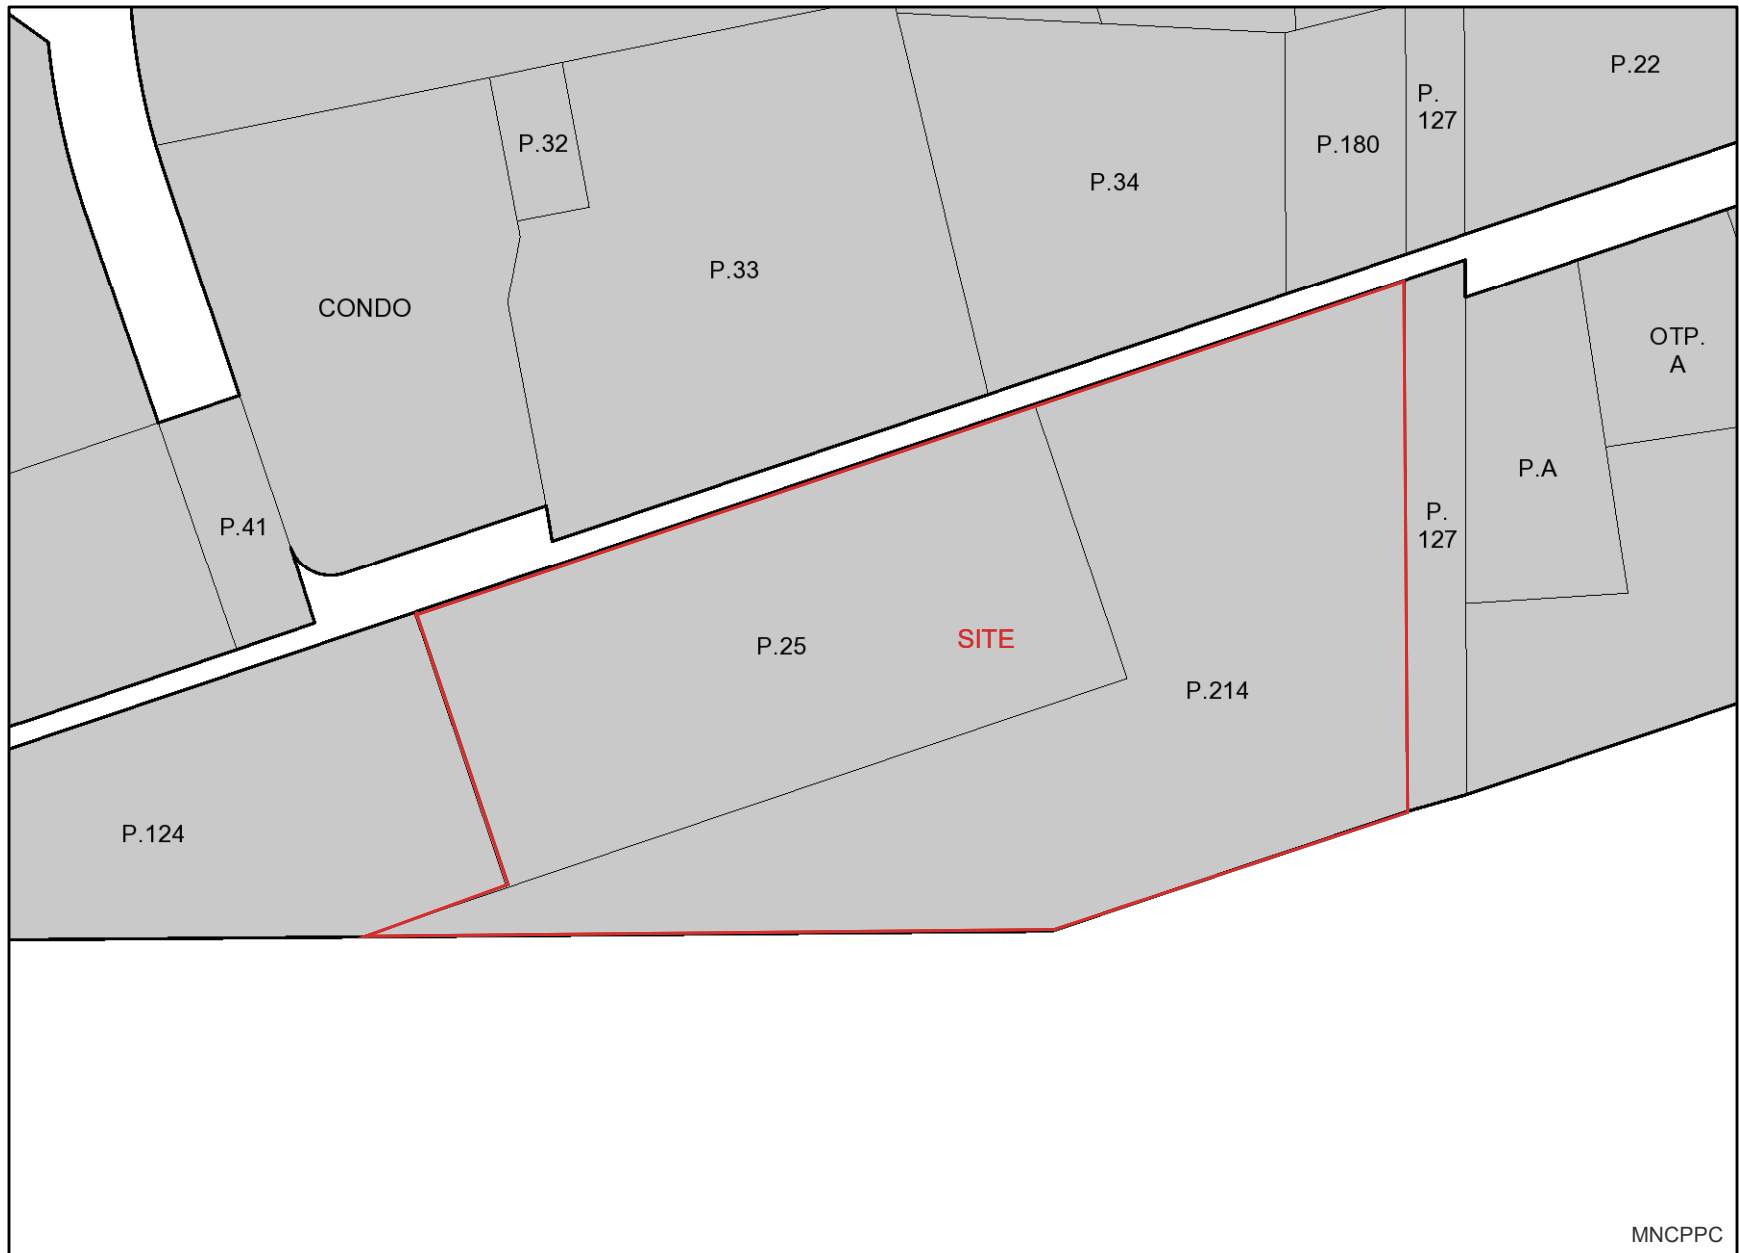 P.22
P.
127
P.32
P.180
P.34
P.33
CONDO
OTP.
A
P.A
P.41
P.
127
P.25
SITE
P.214
P.124
MNCPPC